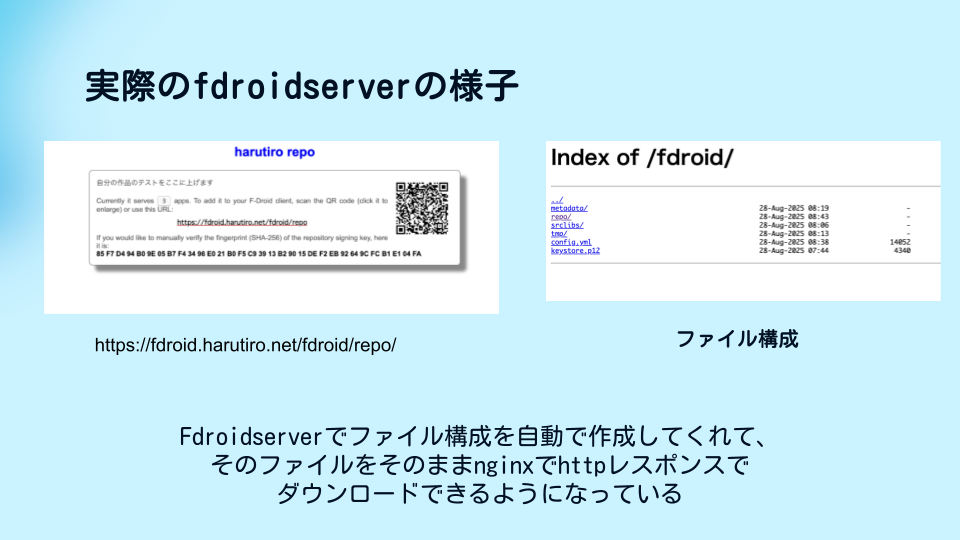 実際のfdroidserverの様子
harutiro repo
自分の作品のテストをここに上げます
Currently it serves 3 apps. To add it to your F-Droid client, scan the QR code (click it to
enlarge) or use this URL:
https://fdroid.harutiro.net/fdroid/repo
If you would like to manually verify the fingerprint (SHA-256) of the repository signing key, here
it is:
85 F7 D4 94 B0 9E 05 B7 F4 34 96 E0 21 B0 F5 C9 39 13 B2 90 15 DE F2 EB 92 64 9C FC B1 E1 04 FA
https://fdroid.harutiro.net/fdroid/repo/
Index of /fdroid/
../
metadata/ 28-Aug-2025 08:19 -
repo/ 28-Aug-2025 08:43 -
srclibs/ 28-Aug-2025 08:06 -
tmp/ 28-Aug-2025 08:13 -
config.yml 28-Aug-2025 08:38 14052
keystore.p12 28-Aug-2025 07:44 4340
ファイル構成
Fdroidserverでファイル構成を自動で作成してくれて、
そのファイルをそのままnginxでhttpレスポンスで
ダウンロードできるようになっている